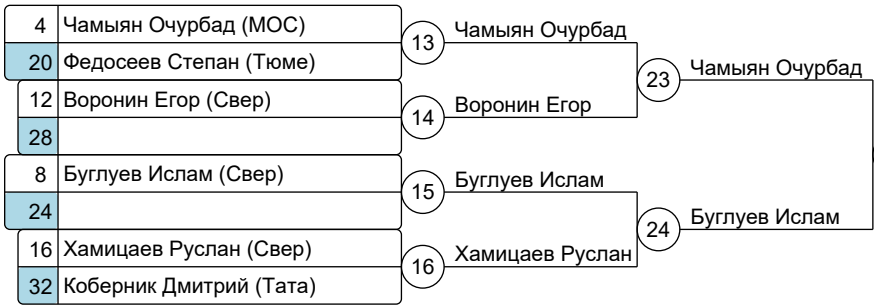 4 Чамыян Очурбад (МОС)
20 Федосеев Степан (Тюме)
13 Чамыян Очурбад
12 Воронин Егор (Свер)
28
14 Воронин Егор
23 Чамыян Очурбад
8 Буглуев Ислам (Свер)
24
15 Буглуев Ислам
16 Хамицаев Руслан (Свер)
32 Коберник Дмитрий (Тата)
16 Хамицаев Руслан
24 Буглуев Ислам